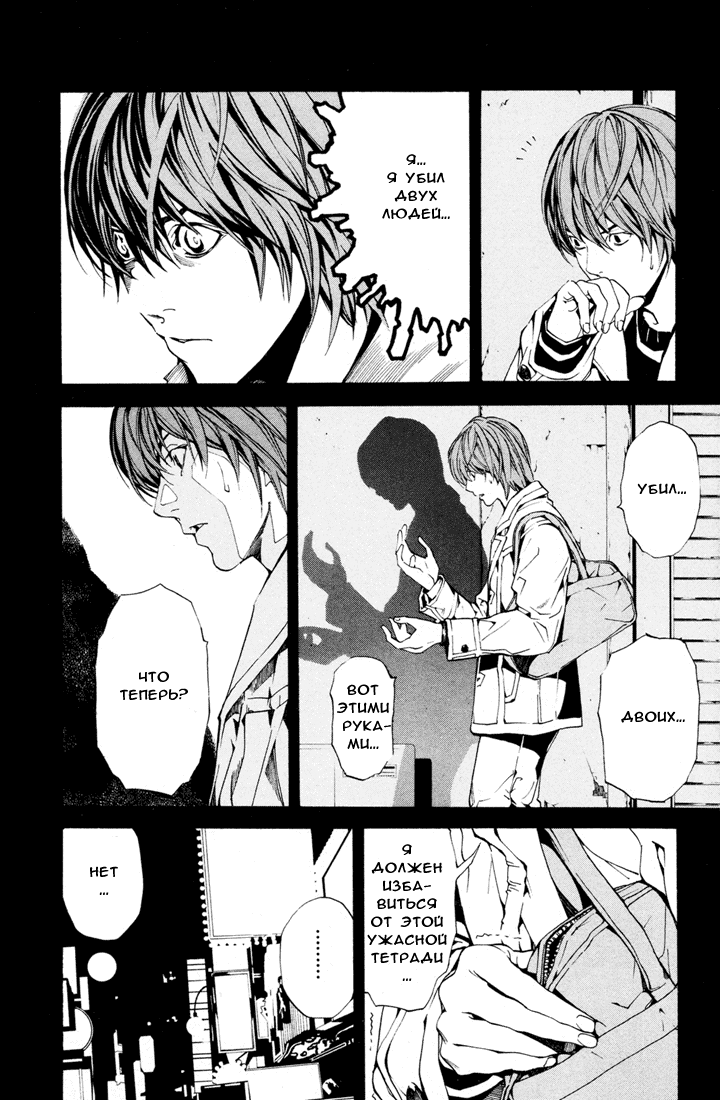 Я...
Я УБИЛ
ДВУХ
ЛЮДЕЙ...
УБИЛ...
ДВОИХ...
ВОТ
ЭТИМИ
РУКА-
МИ...
ЧТО
ТЕПЕРЬ?
Я
ДОЛЖЕН
ИЗБА-
ВИТЬСЯ
ОТ ЭТОЙ
УЖАСНОЙ
ТЕТРАДИ
...
........
НЕТ
...